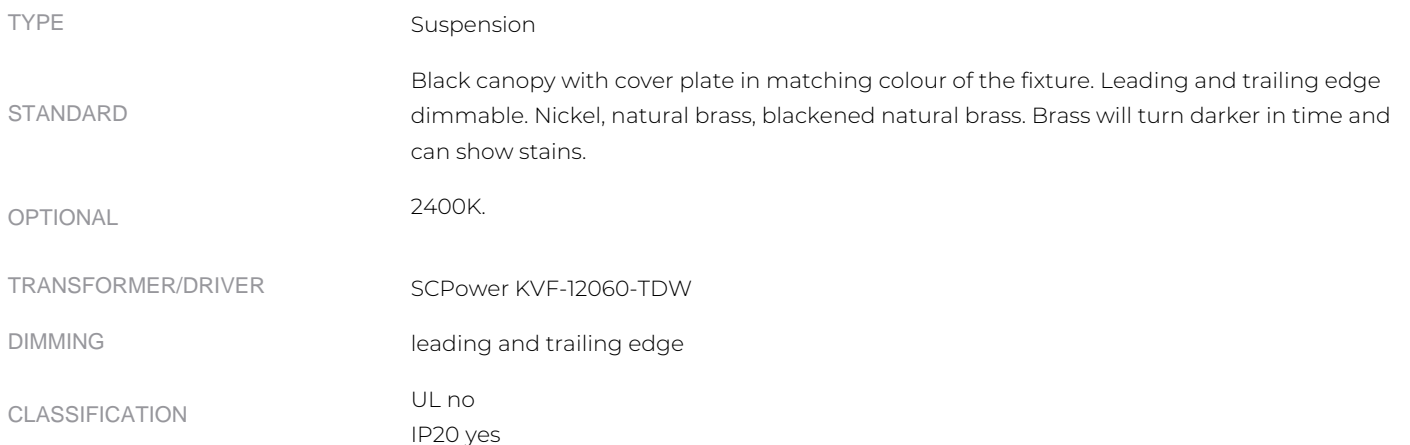 TYPE
Suspension
STANDARD
Black canopy with cover plate in matching colour of the fixture. Leading and trailing edge
dimmable. Nickel, natural brass, blackened natural brass. Brass will turn darker in time and
can show stains.
OPTIONAL
2400K.
TRANSFORMER/DRIVER
SCPower KVF-12060-TDW
DIMMING
leading and trailing edge
CLASSIFICATION
UL no
IP20 yes